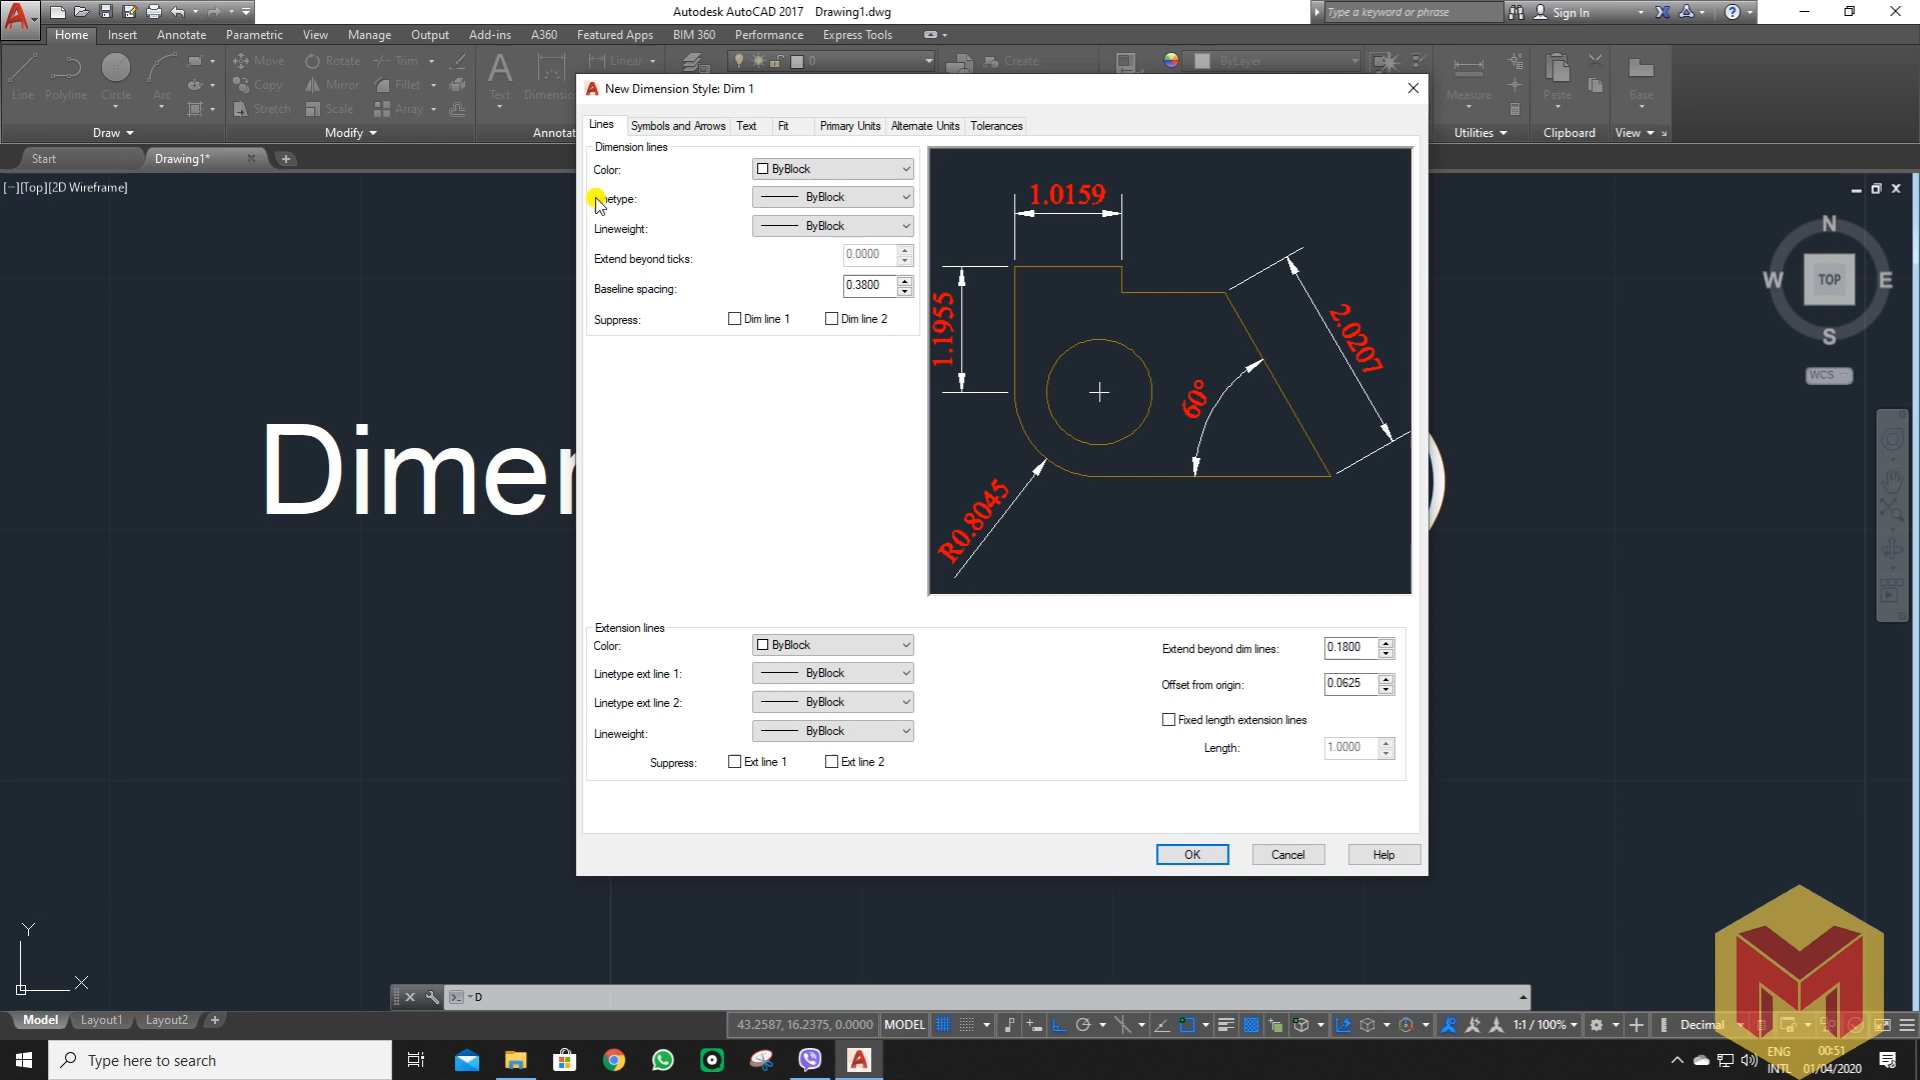 Autodesk AutoCAD 2017 Drawing1.dwg
Type a keyword or phrase
Sign In
Home Insert Annotate Parametric View Manage Output Add-ins A360 Featured Apps BIM 360 Performance Express Tools
Line Polyline Circle Arc
Move Rotate Trim
Copy Mirror Fillet
Stretch Scale Array
Text Dimension
Linear
0
Create
ByLayer
Measure Paste Base
Draw Modify Annotat Utilities Clipboard View
Start Drawing1*
[−][Top][2D Wireframe]
New Dimension Style: Dim 1
Lines Symbols and Arrows Text Fit Primary Units Alternate Units Tolerances
Dimension lines
Color: ByBlock
netype: ByBlock
Lineweight: ByBlock
Extend beyond ticks: 0.0000
Baseline spacing: 0.3800
Suppress: Dim line 1 Dim line 2
1.0159
1.1955
2.0207
60°
R0.8045
N
W TOP E
S
WCS
Dimen
Extension lines
Color: ByBlock
Linetype ext line 1: ByBlock
Linetype ext line 2: ByBlock
Lineweight: ByBlock
Suppress: Ext line 1 Ext line 2
Extend beyond dim lines: 0.1800
Offset from origin: 0.0625
Fixed length extension lines
Length: 1.0000
OK Cancel Help
Y
X
D
Model Layout1 Layout2
43.2587, 16.2375, 0.0000 MODEL 1:1 / 100% Decimal
Type here to search
ENG 00:51
INTL 01/04/2020